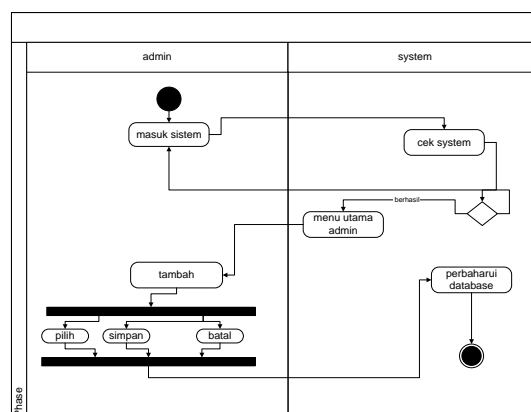 admin
system
masuk sistem
cek system
berhasil
menu utama
admin
tambah
perbaharui
database
pilih
simpan
batal
Phase